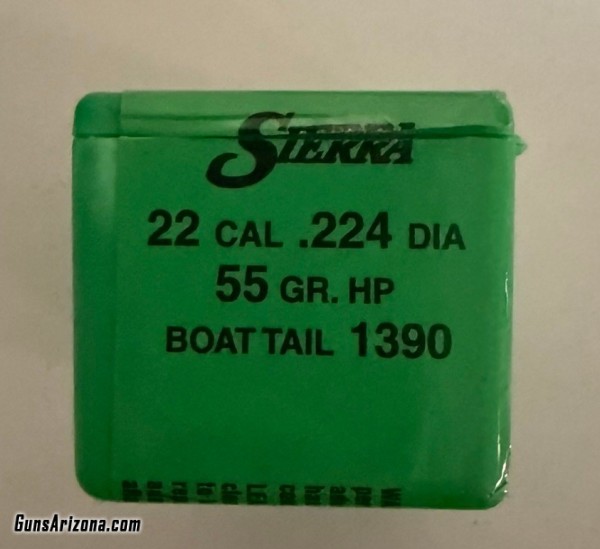 SIERRA
22 CAL .224 DIA
55 GR. HP
BOAT TAIL 1390
GunsArizona.com